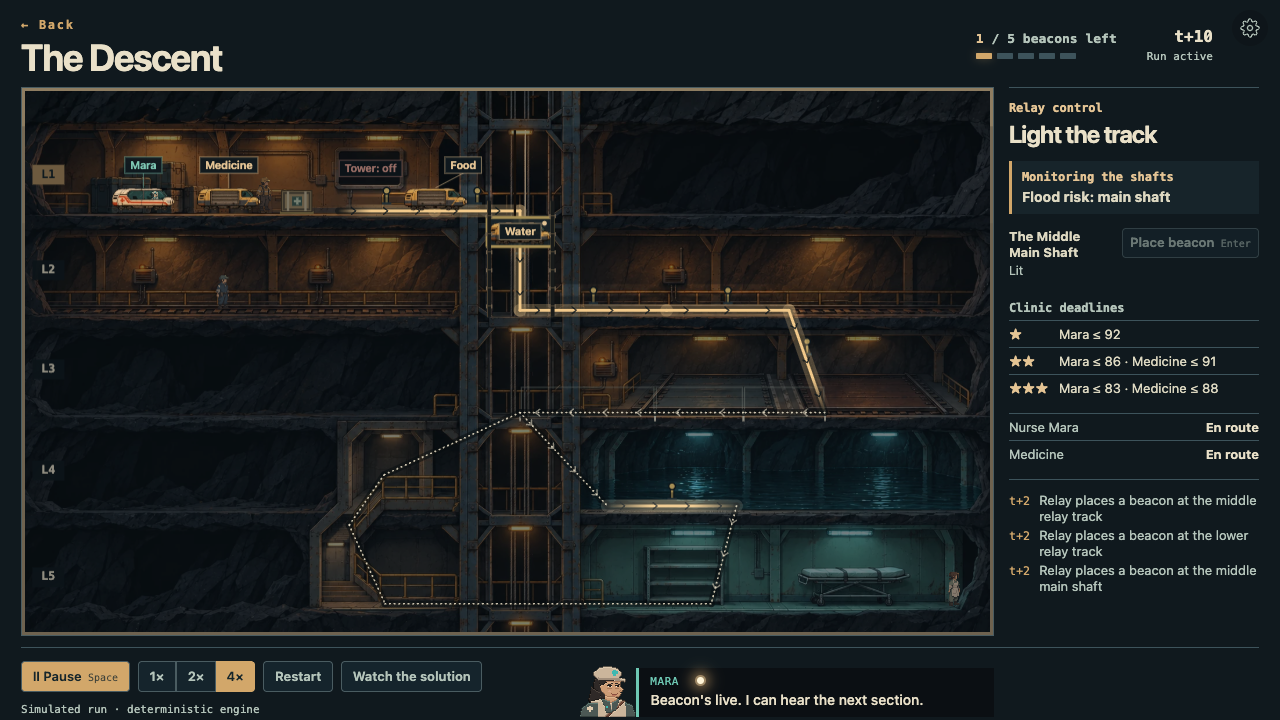 ← Back
The Descent
1 / 5 beacons left
t+10
Run active
L1
Mara
Medicine
Tower: off
Food
Water
L2
L3
L4
L5
Relay control
Light the track
Monitoring the shafts
Flood risk: main shaft
The Middle
Main Shaft
Lit
Place beacon Enter
Clinic deadlines
★ Mara ≤ 92
★★ Mara ≤ 86 · Medicine ≤ 91
★★★ Mara ≤ 83 · Medicine ≤ 88
Nurse Mara En route
Medicine En route
t+2 Relay places a beacon at the middle
relay track
t+2 Relay places a beacon at the lower
relay track
t+2 Relay places a beacon at the middle
main shaft
II Pause Space
1×
2×
4×
Restart
Watch the solution
Simulated run · deterministic engine
MARA
Beacon's live. I can hear the next section.